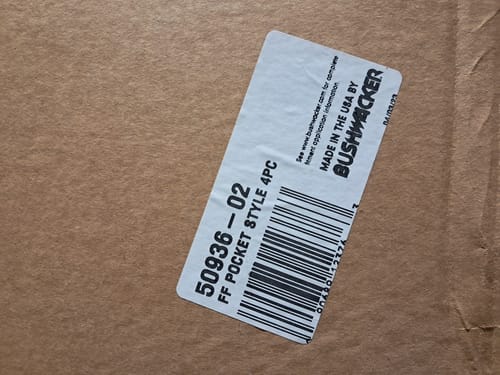 50936-02
FF POCKET STYLE 4PC
See www.bushwacker.com for complete
fitment application information
MADE IN THE USA BY
BUSHWACKER